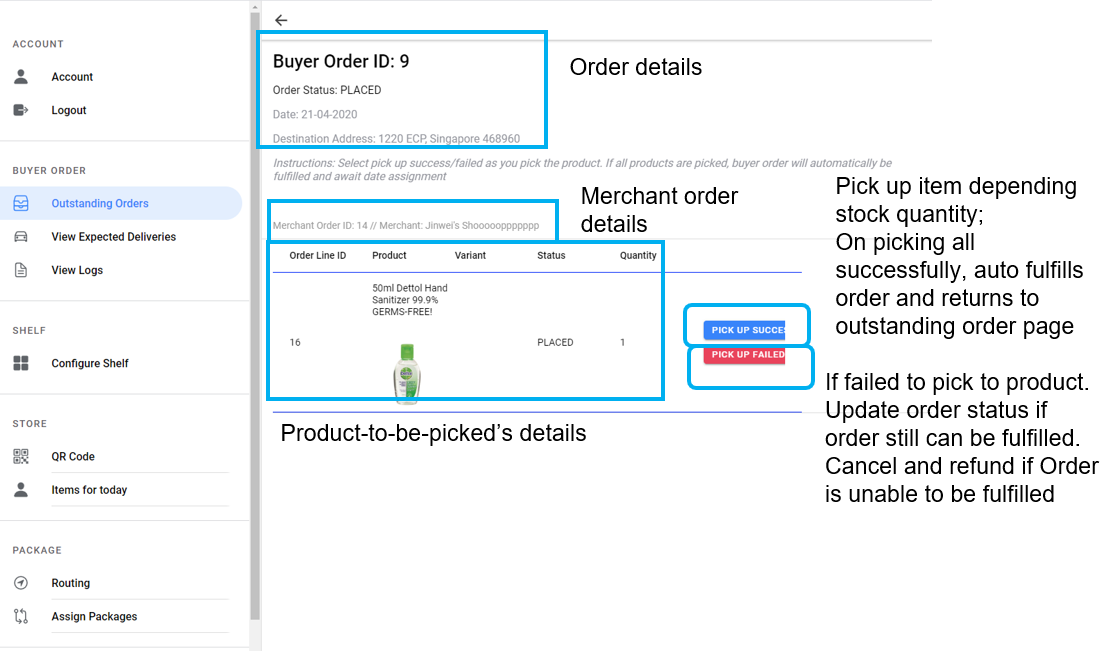 ACCOUNT
Account
Logout
BUYER ORDER
Outstanding Orders
View Expected Deliveries
View Logs
SHELF
Configure Shelf
STORE
QR Code
Items for today
PACKAGE
Routing
Assign Packages
Buyer Order ID: 9
Order Status: PLACED
Date: 21-04-2020
Destination Address: 1220 ECP, Singapore 468960
Order details
Instructions: Select pick up success/failed as you pick the product. If all products are picked, buyer order will automatically be
fulfilled and await date assignment
Merchant order
details
Merchant Order ID: 14 // Merchant: Jinwei's Shooooopppppp
Order Line ID Product Variant Status Quantity
50ml Dettol Hand
Sanitizer 99.9%
GERMS-FREE!
16 PLACED 1
PICK UP SUCCE
PICK UP FAILED
Product-to-be-picked’s details
Pick up item depending
stock quantity;
On picking all
successfully, auto fulfills
order and returns to
outstanding order page
If failed to pick to product.
Update order status if
order still can be fulfilled.
Cancel and refund if Order
is unable to be fulfilled